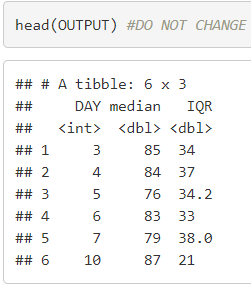 head(OUTPUT) #DO NOT CHANGE
## # A tibble: 6 x 3
##     DAY median   IQR
##   <int>  <dbl> <dbl>
## 1     3     85  34
## 2     4     84  37
## 3     5     76  34.2
## 4     6     83  33
## 5     7     79  38.0
## 6    10     87  21